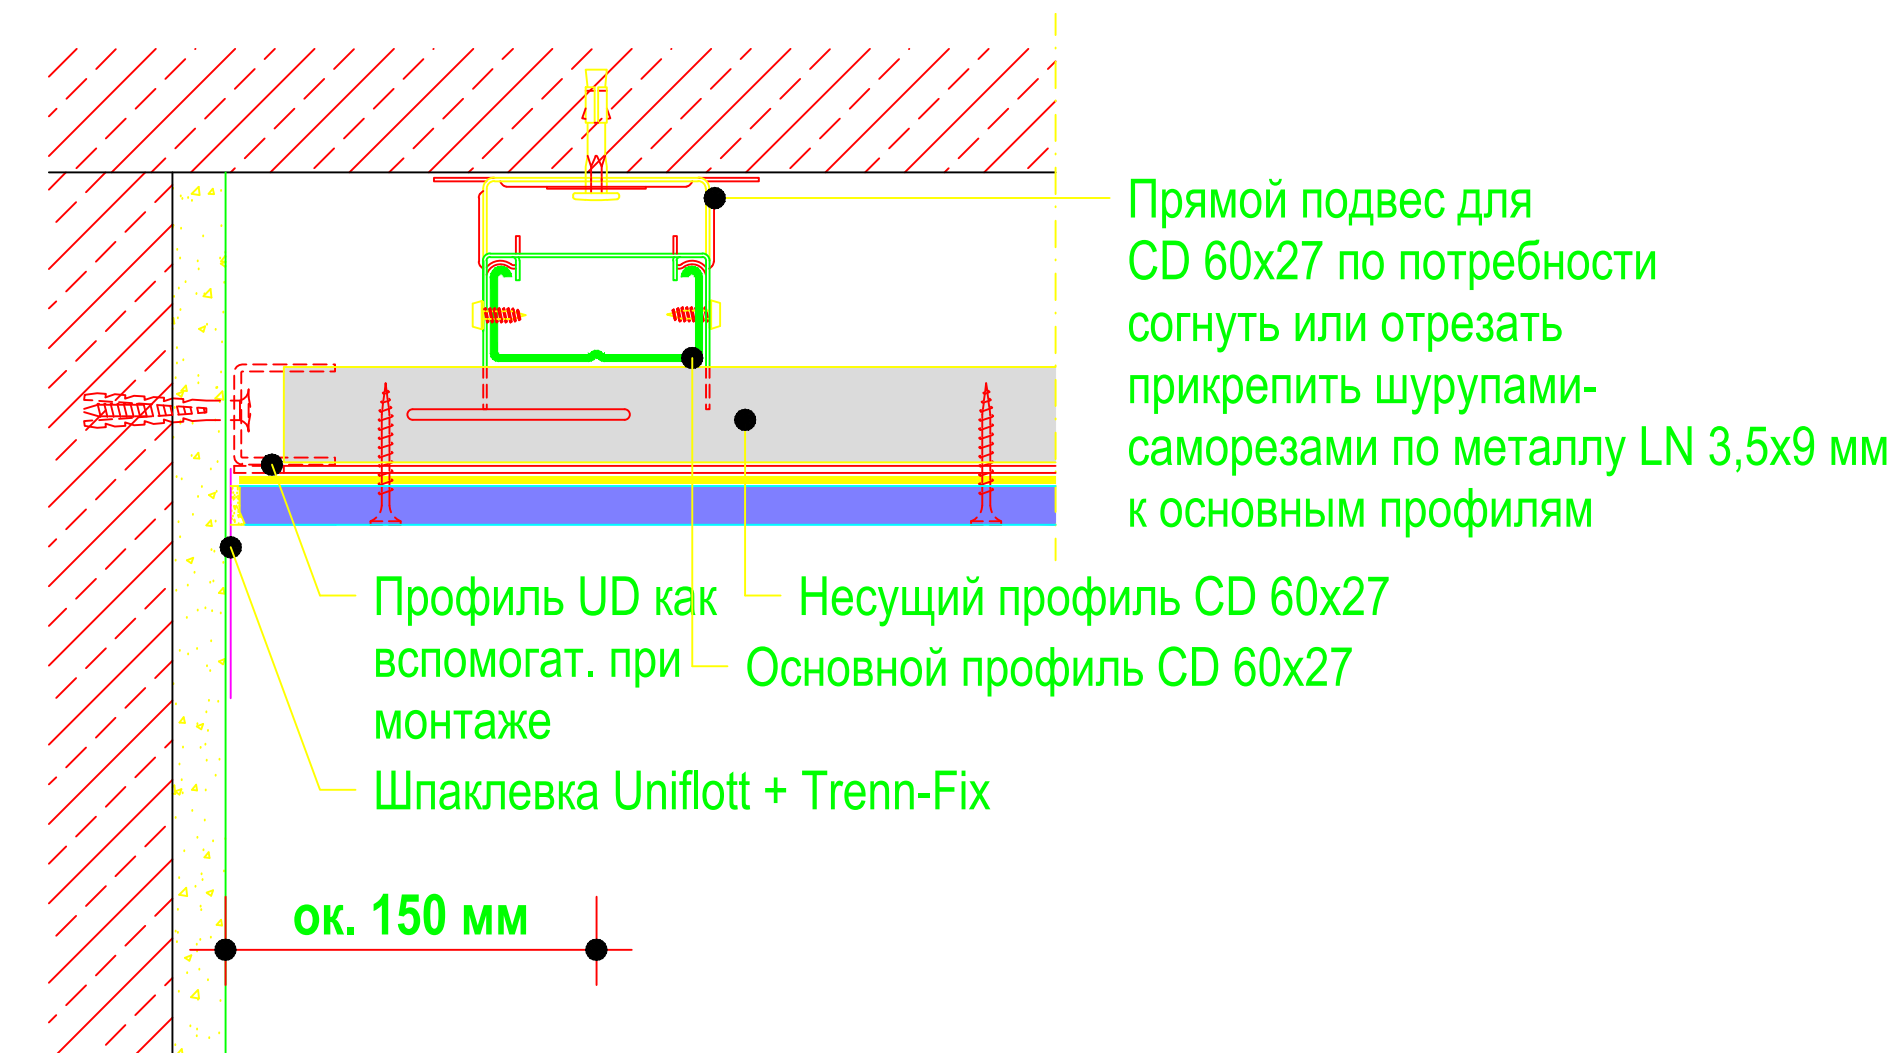 Прямой подвес для
CD 60x27 по потребности
согнуть или отрезать
прикрепить шурупами-
саморезами по металлу LN 3,5x9 мм
к основным профилям
Профиль UD как
вспомогат. при
монтаже
Несущий профиль CD 60x27
Основной профиль CD 60x27
Шпаклевка Uniflott + Trenn-Fix
ок. 150 мм